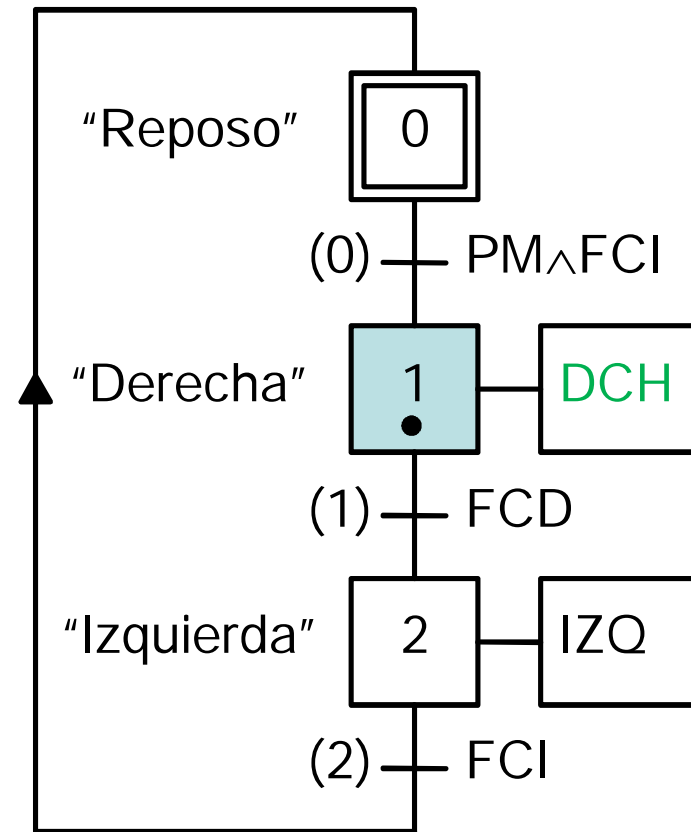 “Reposo” 0
(0) PM∧FCI
“Derecha” 1 DCH
(1) FCD
“Izquierda” 2 IZQ
(2) FCI